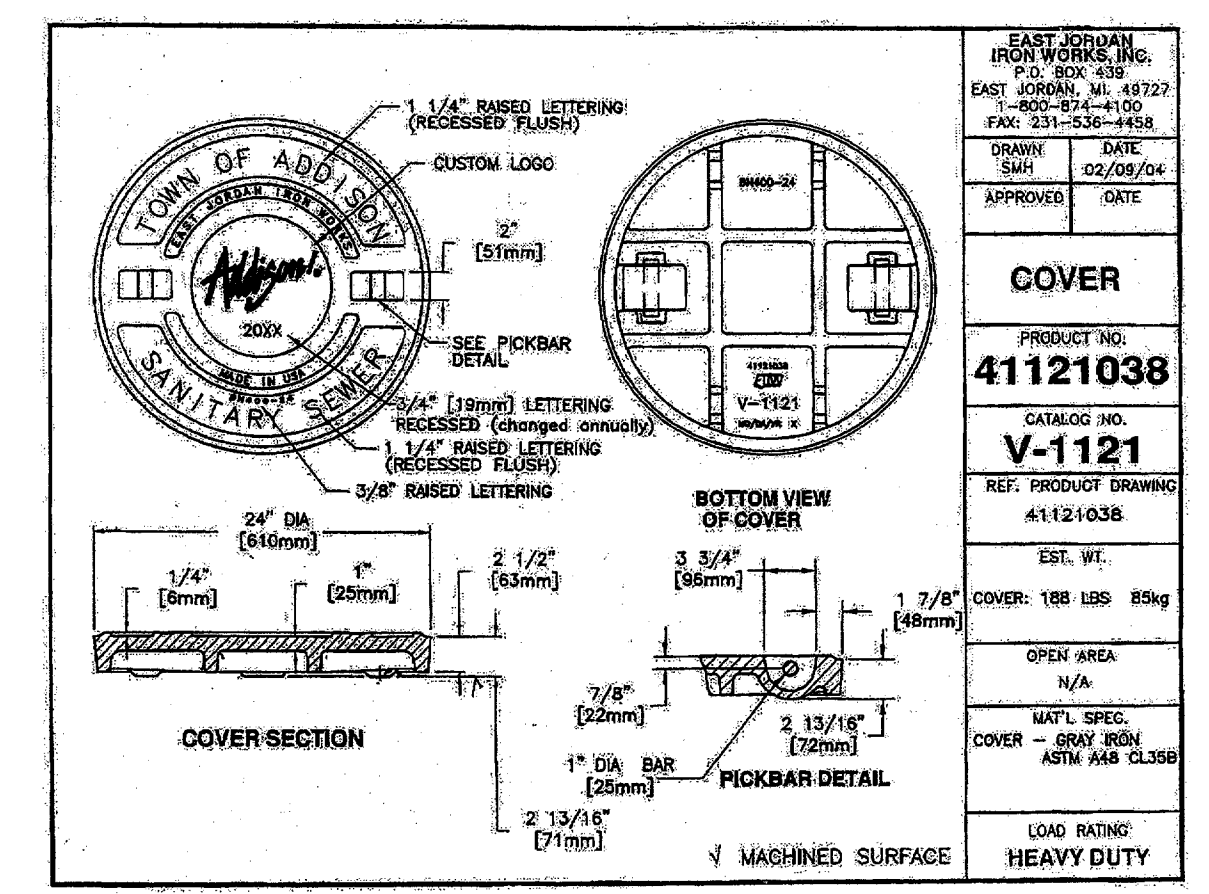 1 1/4" RAISED LETTERING
(RECESSED FLUSH)
CUSTOM LOGO
TOWN OF ADDISON
EAST JORDAN IRON WORKS
Addison!
20XX
MADE IN USA
SANITARY SEWER
2"
[51mm]
SEE PICKBAR
DETAIL
3/4" [19mm] LETTERING
RECESSED (changed annually)
1 1/4" RAISED LETTERING
(RECESSED FLUSH)
3/8" RAISED LETTERING
41121038
EJIW
V-1121
BOTTOM VIEW
OF COVER
24" DIA
[610mm]
1/4"
[6mm]
1"
[25mm]
2 1/2"
[63mm]
2 13/16"
[71mm]
COVER SECTION
3 3/4"
[96mm]
1 7/8"
[48mm]
7/8"
[22mm]
2 13/16"
[72mm]
1" DIA BAR
[25mm]
PICKBAR DETAIL
√ MACHINED SURFACE
EAST JORDAN
IRON WORKS, INC.
P.O. BOX 439
EAST JORDAN, MI. 49727
1-800-874-4100
FAX: 231-536-4458
DRAWN
SMH
DATE
02/09/04
APPROVED
DATE
COVER
PRODUCT NO.
41121038
CATALOG NO.
V-1121
REF. PRODUCT DRAWING
41121038
EST. WT.
COVER: 188 LBS 85kg
OPEN AREA
N/A
MAT'L SPEC.
COVER - GRAY IRON
ASTM A48 CL35B
LOAD RATING
HEAVY DUTY